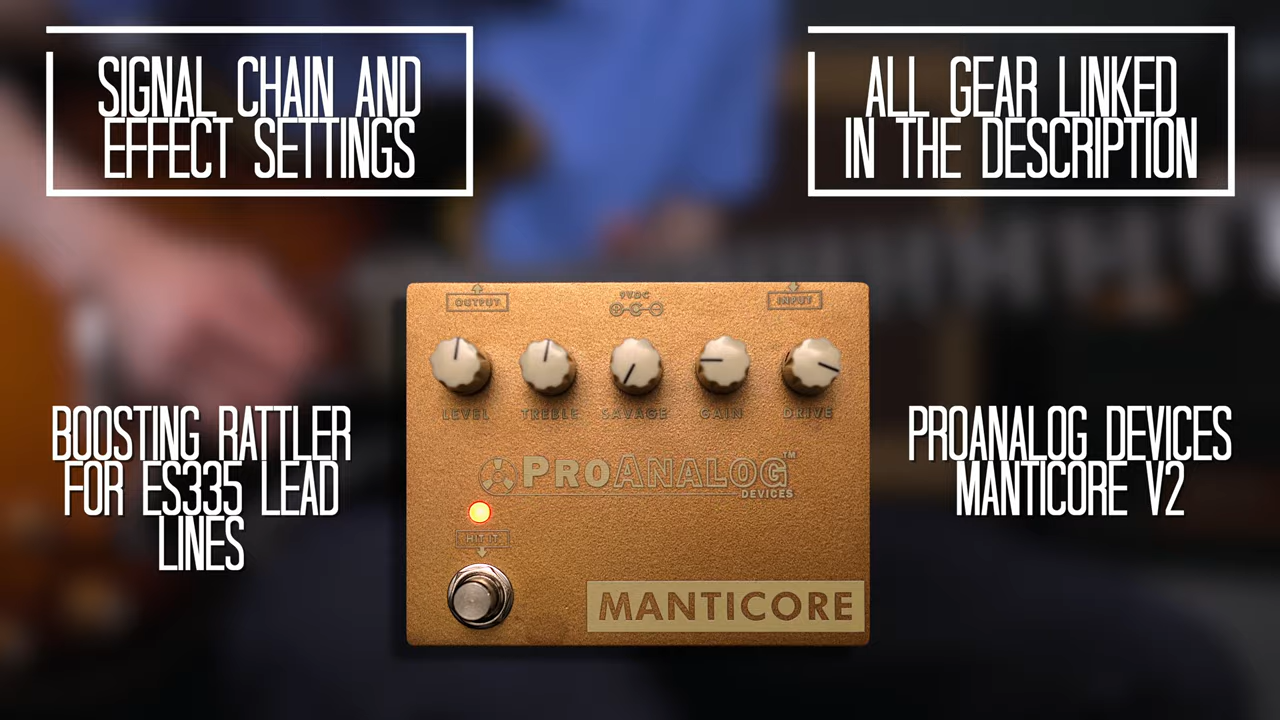 SIGNAL CHAIN AND
EFFECT SETTINGS
ALL GEAR LINKED
IN THE DESCRIPTION
OUTPUT
9VDC
INPUT
LEVEL
TREBLE
SAVAGE
GAIN
DRIVE
PROANALOG™
DEVICES
HIT IT
MANTICORE
BOOSTING RATTLER
FOR ES335 LEAD
LINES
PROANALOG DEVICES
MANTICORE V2